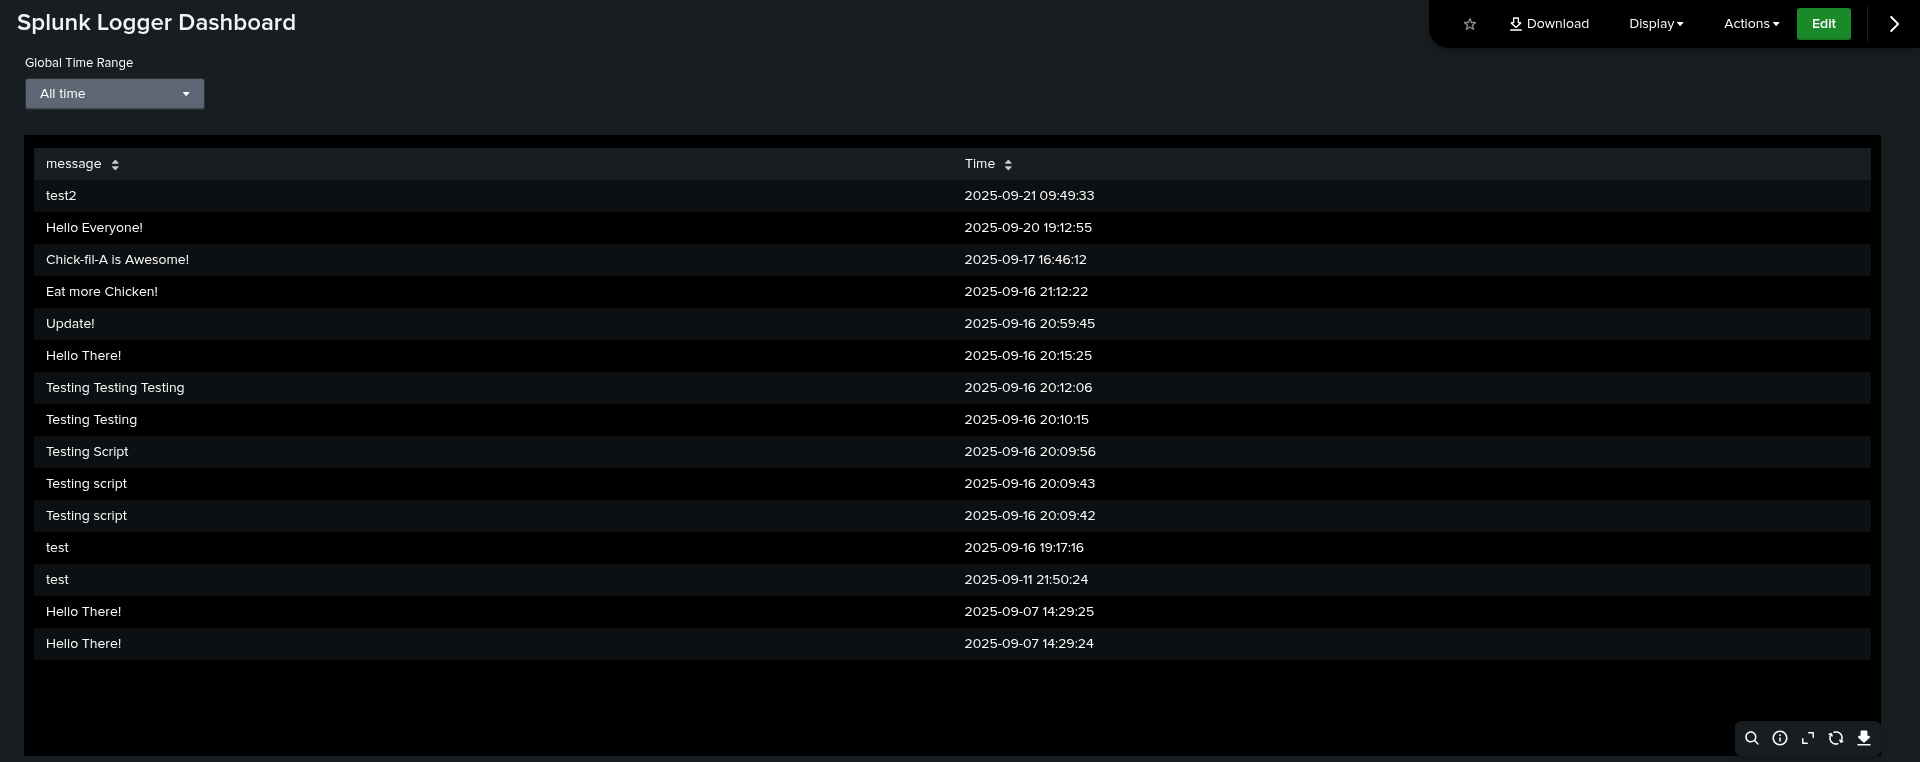 Splunk Logger Dashboard
Download Display Actions Edit
Global Time Range
All time
message Time
test2 2025-09-21 09:49:33
Hello Everyone! 2025-09-20 19:12:55
Chick-fil-A is Awesome! 2025-09-17 16:46:12
Eat more Chicken! 2025-09-16 21:12:22
Update! 2025-09-16 20:59:45
Hello There! 2025-09-16 20:15:25
Testing Testing Testing 2025-09-16 20:12:06
Testing Testing 2025-09-16 20:10:15
Testing Script 2025-09-16 20:09:56
Testing script 2025-09-16 20:09:43
Testing script 2025-09-16 20:09:42
test 2025-09-16 19:17:16
test 2025-09-11 21:50:24
Hello There! 2025-09-07 14:29:25
Hello There! 2025-09-07 14:29:24